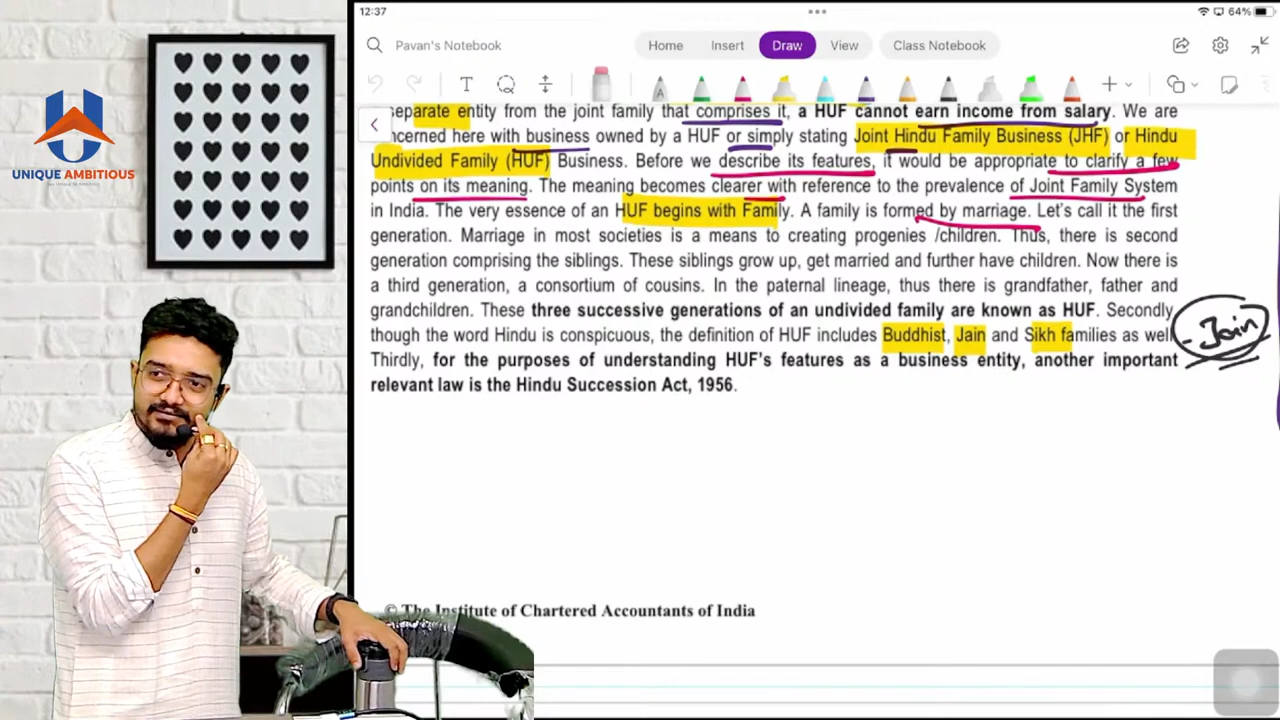 12:37
64%
Pavan's Notebook
Home
Insert
Draw
View
Class Notebook
separate entity from the joint family that comprises it, a HUF cannot earn income from salary. We are
ncerned here with business owned by a HUF or simply stating Joint Hindu Family Business (JHF) or Hindu
Undivided Family (HUF) Business. Before we describe its features, it would be appropriate to clarify a few
points on its meaning. The meaning becomes clearer with reference to the prevalence of Joint Family System
in India. The very essence of an HUF begins with Family. A family is formed by marriage. Let's call it the first
generation. Marriage in most societies is a means to creating progenies /children. Thus, there is second
generation comprising the siblings. These siblings grow up, get married and further have children. Now there is
a third generation, a consortium of cousins. In the paternal lineage, thus there is grandfather, father and
grandchildren. These three successive generations of an undivided family are known as HUF. Secondly
though the word Hindu is conspicuous, the definition of HUF includes Buddhist, Jain and Sikh families as well
Thirdly, for the purposes of understanding HUF's features as a business entity, another important
relevant law is the Hindu Succession Act, 1956.
- Join
© The Institute of Chartered Accountants of India
UNIQUE AMBITIOUS